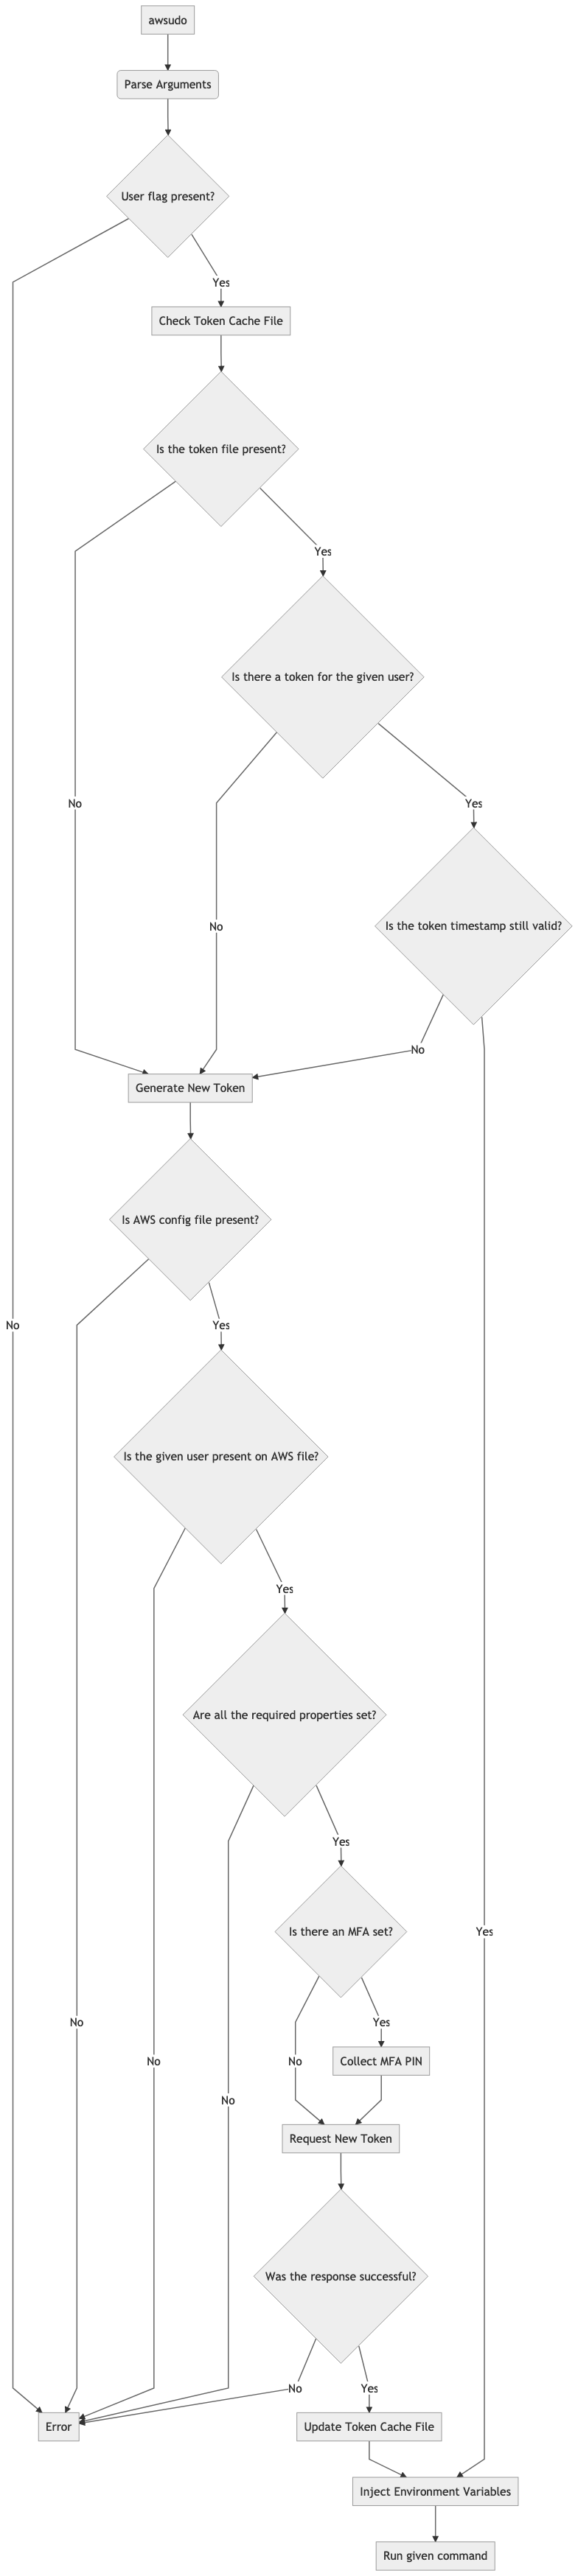 awsudo
Parse Arguments
User flag present?
Yes
Check Token Cache File
Is the token file present?
Yes
Is there a token for the given user?
No
Yes
No
Is the token timestamp still valid?
No
Generate New Token
Is AWS config file present?
No
Yes
Is the given user present on AWS file?
Yes
Are all the required properties set?
Yes
Is there an MFA set?
Yes
No
Yes
No
Collect MFA PIN
No
No
Request New Token
Was the response successful?
No
Yes
Error
Update Token Cache File
Inject Environment Variables
Run given command